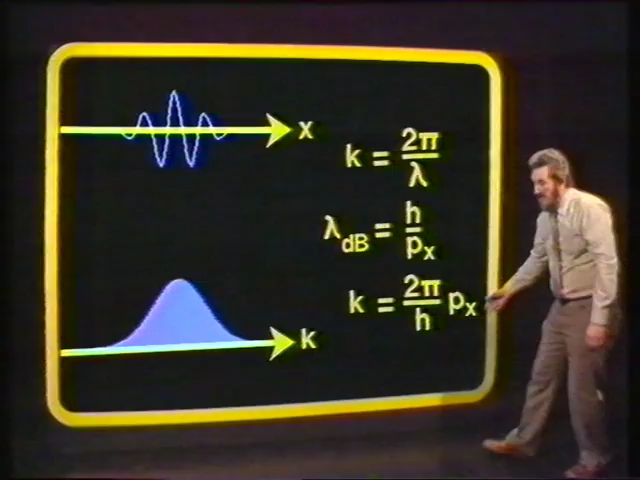 x
k = 2π/λ
λdB = h/px
k = 2π/h px
k